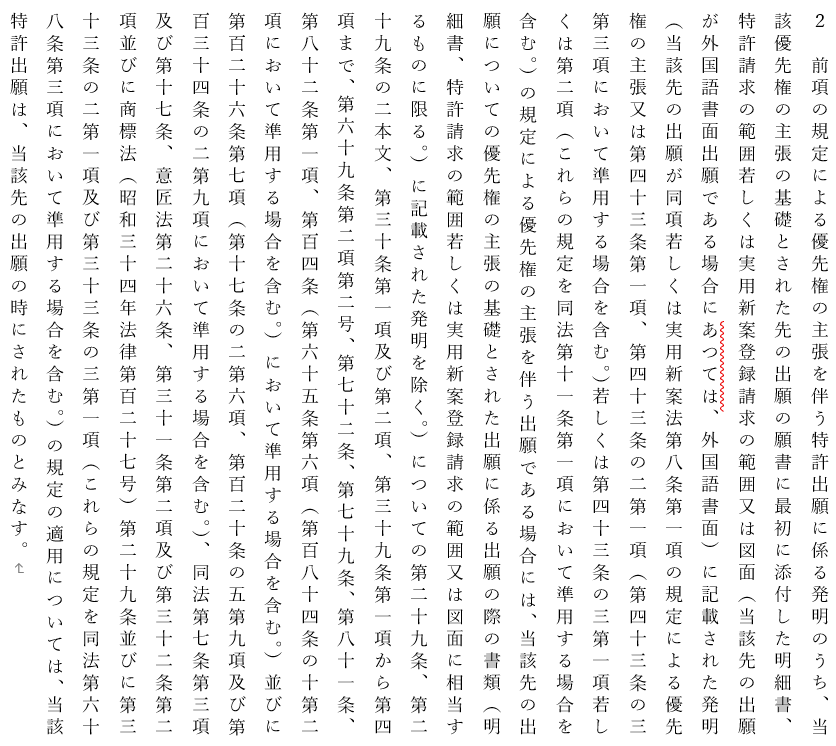 ２　前項の規定による優先権の主張を伴う特許出願に係る発明のうち、当
該優先権の主張の基礎とされた先の出願の願書に最初に添付した明細書、
特許請求の範囲若しくは実用新案登録請求の範囲又は図面（当該先の出願
が外国語書面出願である場合にあつては、外国語書面）に記載された発明
（当該先の出願が同項若しくは実用新案法第八条第一項の規定による優先
権の主張又は第四十三条第一項、第四十三条の二第一項（第四十三条の三
第三項において準用する場合を含む。）若しくは第四十三条の三第一項若し
くは第二項（これらの規定を同法第十一条第一項において準用する場合を
含む。）の規定による優先権の主張を伴う出願である場合には、当該先の出
願についての優先権の主張の基礎とされた出願に係る出願の際の書類（明
細書、特許請求の範囲若しくは実用新案登録請求の範囲又は図面に相当す
るものに限る。）に記載された発明を除く。）についての第二十九条、第二
十九条の二本文、第三十条第一項及び第二項、第三十九条第一項から第四
項まで、第六十九条第二項第二号、第七十二条、第七十九条、第八十一条、
第八十二条第一項、第百四条（第六十五条第六項（第百八十四条の十第二
項において準用する場合を含む。）において準用する場合を含む。）並びに
第百二十六条第七項（第十七条の二第六項、第百二十条の五第九項及び第
百三十四条の二第九項において準用する場合を含む。）、同法第七条第三項
及び第十七条、意匠法第二十六条、第三十一条第二項及び第三十二条第二
項並びに商標法（昭和三十四年法律第百二十七号）第二十九条並びに第三
十三条の二第一項及び第三十三条の三第一項（これらの規定を同法第六十
八条第三項において準用する場合を含む。）の規定の適用については、当該
特許出願は、当該先の出願の時にされたものとみなす。